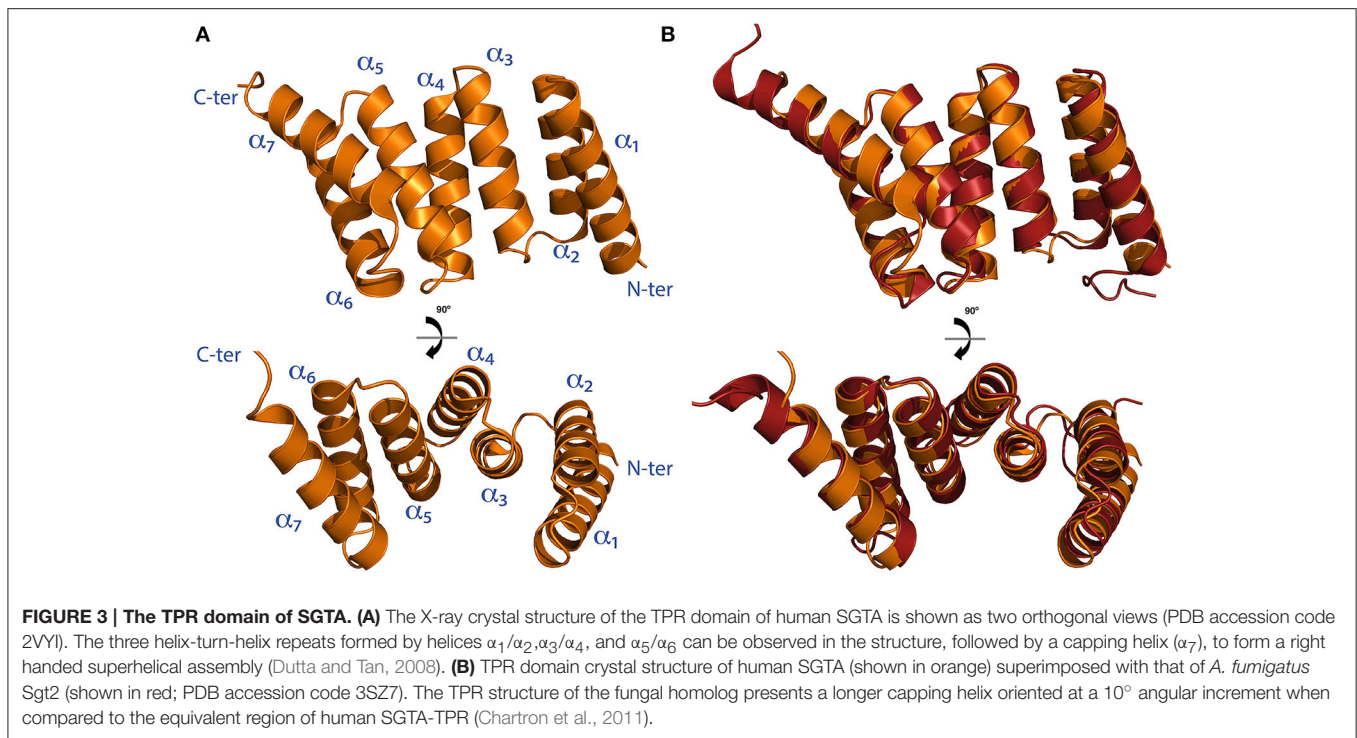 A
B
α3
α5
α4
C-ter
α7
α1
α2
α6
N-ter
90°
90°
C-ter
α4
α6
α2
N-ter
α3
α5
α7
α1
FIGURE 3 | The TPR domain of SGTA. (A) The X-ray crystal structure of the TPR domain of human SGTA is shown as two orthogonal views (PDB accession code
2VYI). The three helix-turn-helix repeats formed by helices α1/α2,α3/α4, and α5/α6 can be observed in the structure, followed by a capping helix (α7), to form a right
handed superhelical assembly (Dutta and Tan, 2008). (B) TPR domain crystal structure of human SGTA (shown in orange) superimposed with that of A. fumigatus
Sgt2 (shown in red; PDB accession code 3SZ7). The TPR structure of the fungal homolog presents a longer capping helix oriented at a 10° angular increment when
compared to the equivalent region of human SGTA-TPR (Chartron et al., 2011).